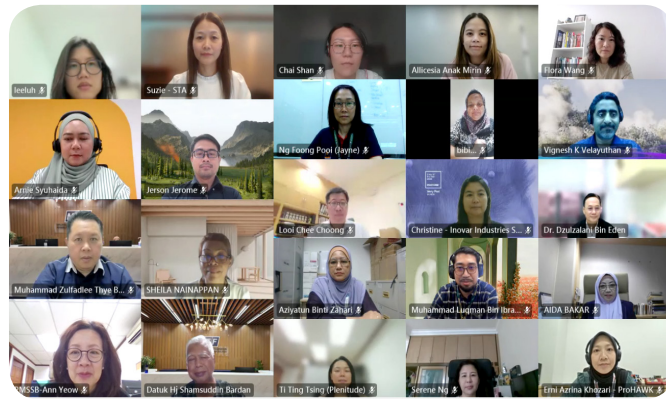 leeluh
Suzie - STA
Chai Shan
Allicesia Anak Mirin
Flora Wang
Arnie Syuhaida
Jerson Jerome
Ng Foong Pooi (Jayne)
bibi...
Vignesh K Velayuthan
Looi Chee Choong
Christine - Inovar Industries S...
Dr. Dzulzalani Bin Eden
Muhammad Zulfadlee Thye B...
SHEILA NAINAPPAN
Aziyatun Binti Zahari
Muhammad Luqman Bin Ibra...
AIDA BAKAR
PMSSB-Ann Yeow
Datuk Hj Shamsuddin Bardan
Ti Ting Tsing (Plenitude)
Serene Ng
Erni Azrina Khozari - ProHAWK